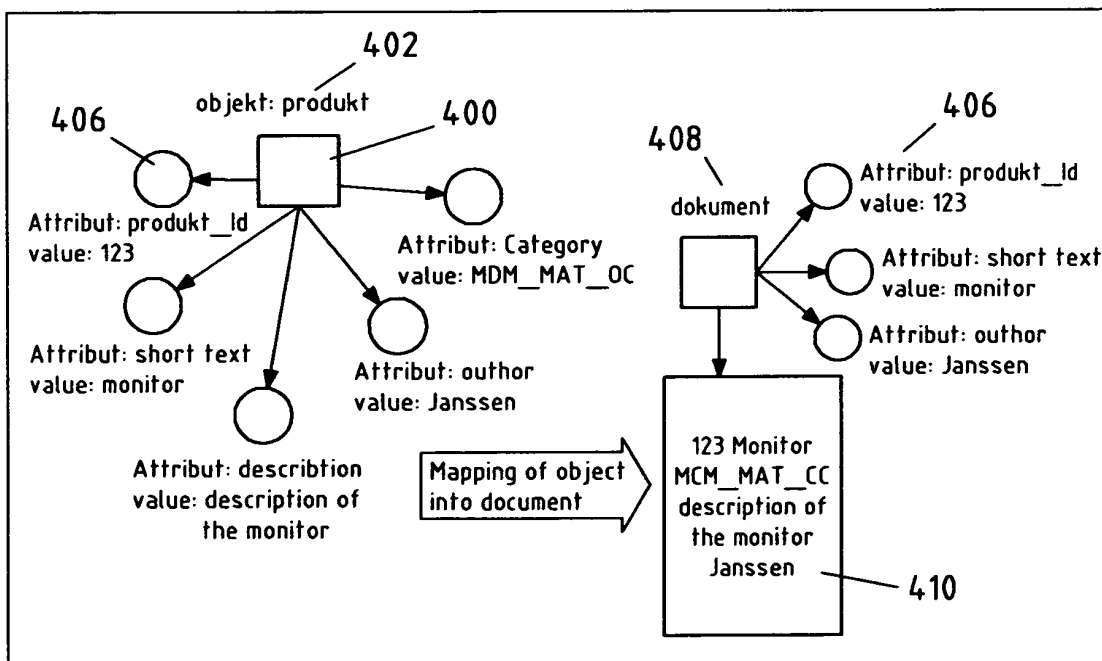 402
objekt: produkt
406
400
Attribut: produkt_Id
value: 123
Attribut: Category
value: MDM_MAT_OC
Attribut: short text
value: monitor
Attribut: outhor
value: Janssen
Attribut: describtion
value: description of
the monitor
Mapping of object
into document
408
406
dokument
Attribut: produkt_Id
value: 123
Attribut: short text
value: monitor
Attribut: outhor
value: Janssen
123 Monitor
MCM_MAT_CC
description of
the monitor
Janssen
410